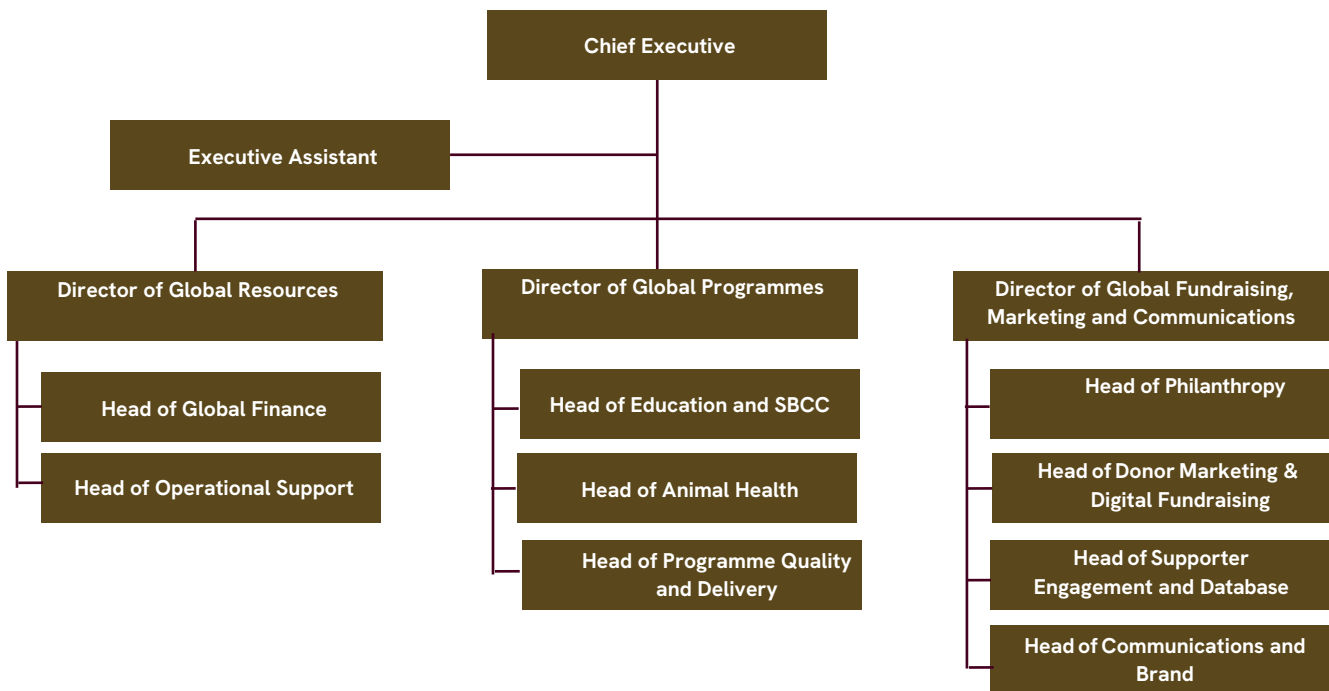 Chief Executive
Executive Assistant
Director of Global Resources
Head of Global Finance
Head of Operational Support
Director of Global Programmes
Head of Education and SBCC
Head of Animal Health
Head of Programme Quality
and Delivery
Director of Global Fundraising,
Marketing and Communications
Head of Philanthropy
Head of Donor Marketing &
Digital Fundraising
Head of Supporter
Engagement and Database
Head of Communications and
Brand